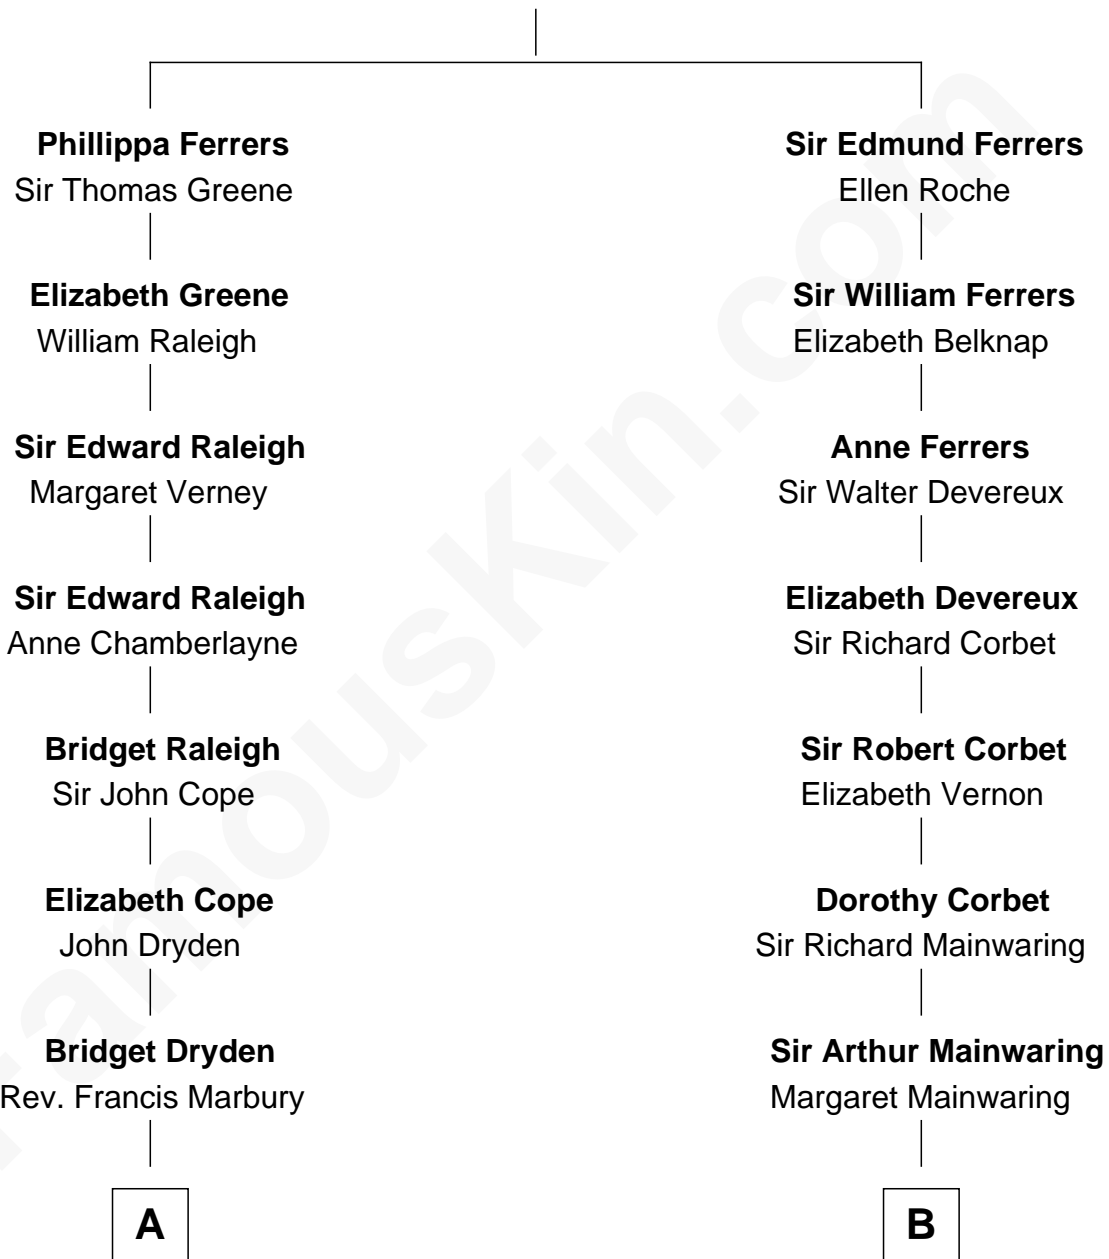 Phillippa Ferrers
Sir Thomas Greene
Elizabeth Greene
William Raleigh
Sir Edward Raleigh
Margaret Verney
Sir Edward Raleigh
Anne Chamberlayne
Bridget Raleigh
Sir John Cope
Elizabeth Cope
John Dryden
Bridget Dryden
Rev. Francis Marbury
A
Sir Edmund Ferrers
Ellen Roche
Sir William Ferrers
Elizabeth Belknap
Anne Ferrers
Sir Walter Devereux
Elizabeth Devereux
Sir Richard Corbet
Sir Robert Corbet
Elizabeth Vernon
Dorothy Corbet
Sir Richard Mainwaring
Sir Arthur Mainwaring
Margaret Mainwaring
B
FamousKin.com